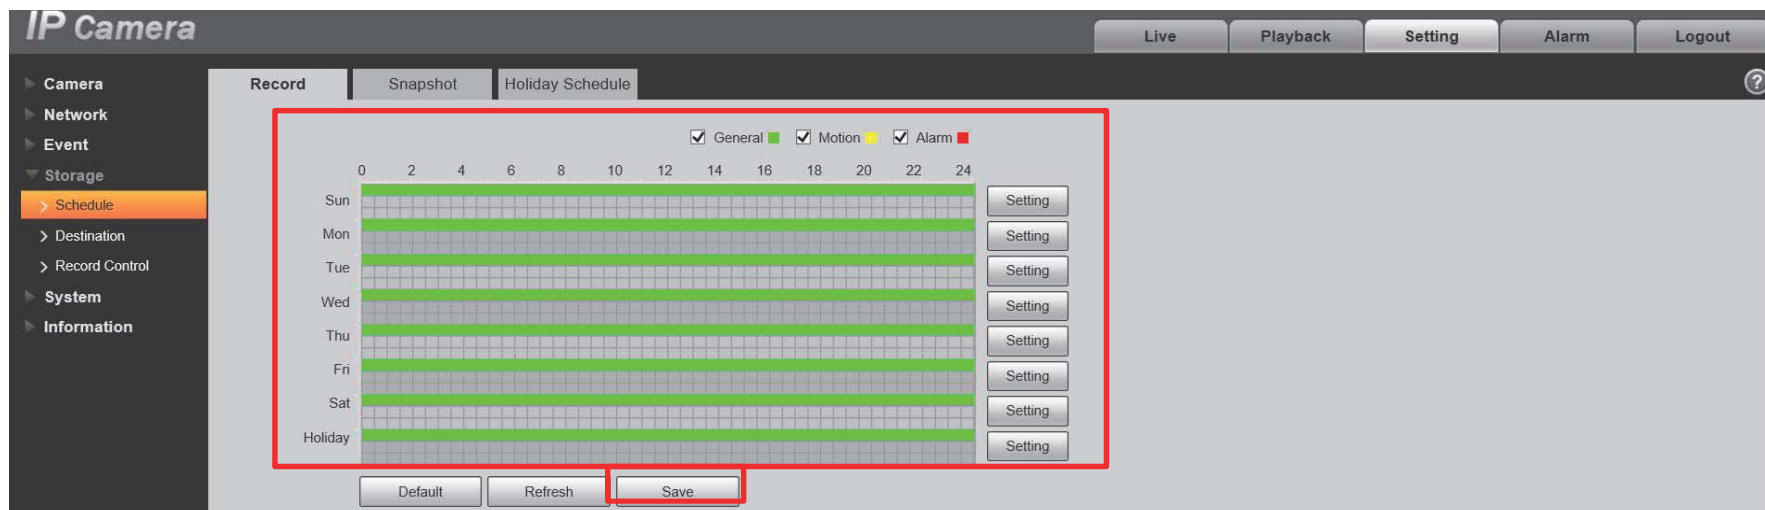 IP Camera
Live Playback Setting Alarm Logout
Camera
Network
Event
Storage
Schedule
Destination
Record Control
System
Information
Record Snapshot Holiday Schedule ?
General Motion Alarm
0 2 4 6 8 10 12 14 16 18 20 22 24
Sun Setting
Mon Setting
Tue Setting
Wed Setting
Thu Setting
Fri Setting
Sat Setting
Holiday Setting
Default Refresh Save